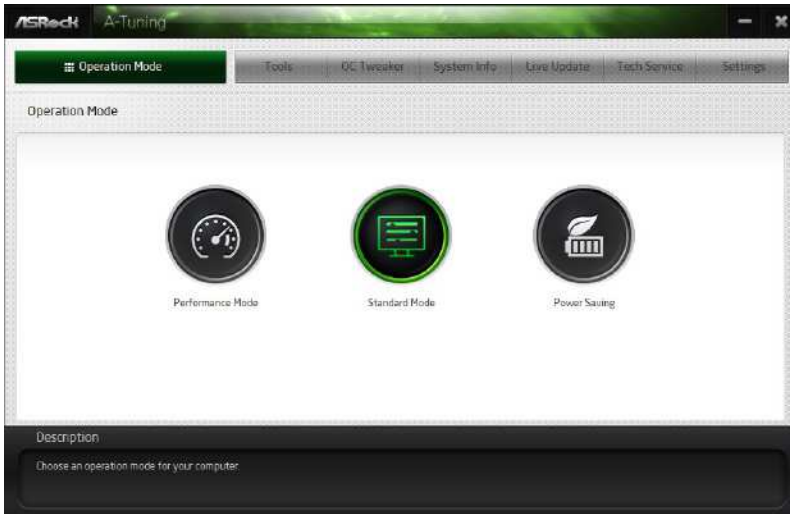 ASRock A-Tuning
Operation Mode Tools OC Tweaker System Info Live Update Tech Service Settings
Operation Mode
Performance Mode Standard Mode Power Saving
Description
Choose an operation mode for your computer.